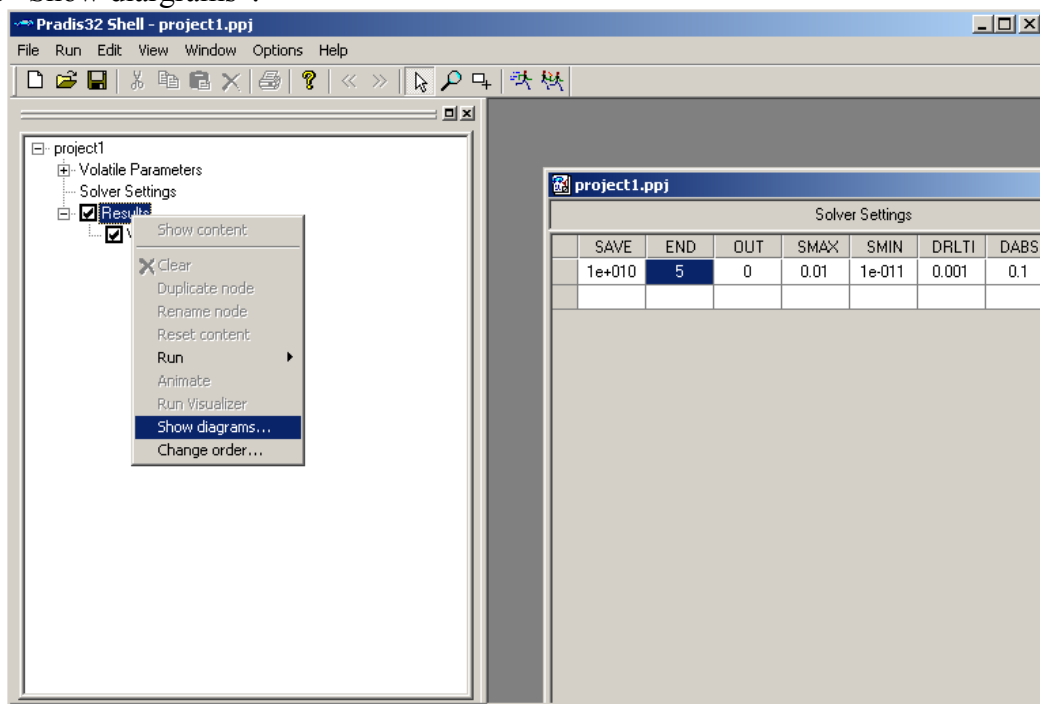 "Show diargrams".
Pradis32 Shell - project1.ppj
File Run Edit View Window Options Help
project1
Volatile Parameters
Solver Settings
Results
Show content
Clear
Duplicate node
Rename node
Reset content
Run
Animate
Run Visualizer
Show diagrams...
Change order...
project1.ppj
Solver Settings
SAVE END OUT SMAX SMIN DRLTI DABS
1e+010 5 0 0.01 1e-011 0.001 0.1